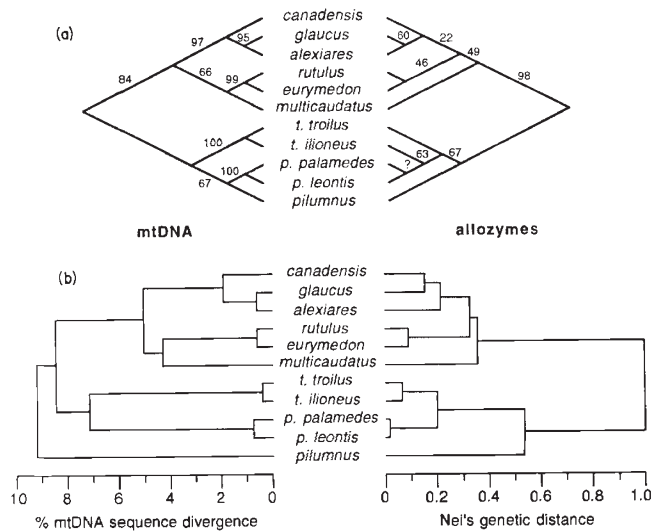 (a)
canadensis
glaucus
alexiares
rutulus
eurymedon
multicaudatus
t. troilus
t. ilioneus
p. palamedes
p. leontis
pilumnus
97
95
84
66
99
100
100
67
60
22
46
49
98
63
?
67
mtDNA
allozymes
(b)
canadensis
glaucus
alexiares
rutulus
eurymedon
multicaudatus
t. troilus
t. ilioneus
p. palamedes
p. leontis
pilumnus
10 8 6 4 2 0
% mtDNA sequence divergence
0 0.2 0.4 0.6 0.8 1.0
Nei's genetic distance